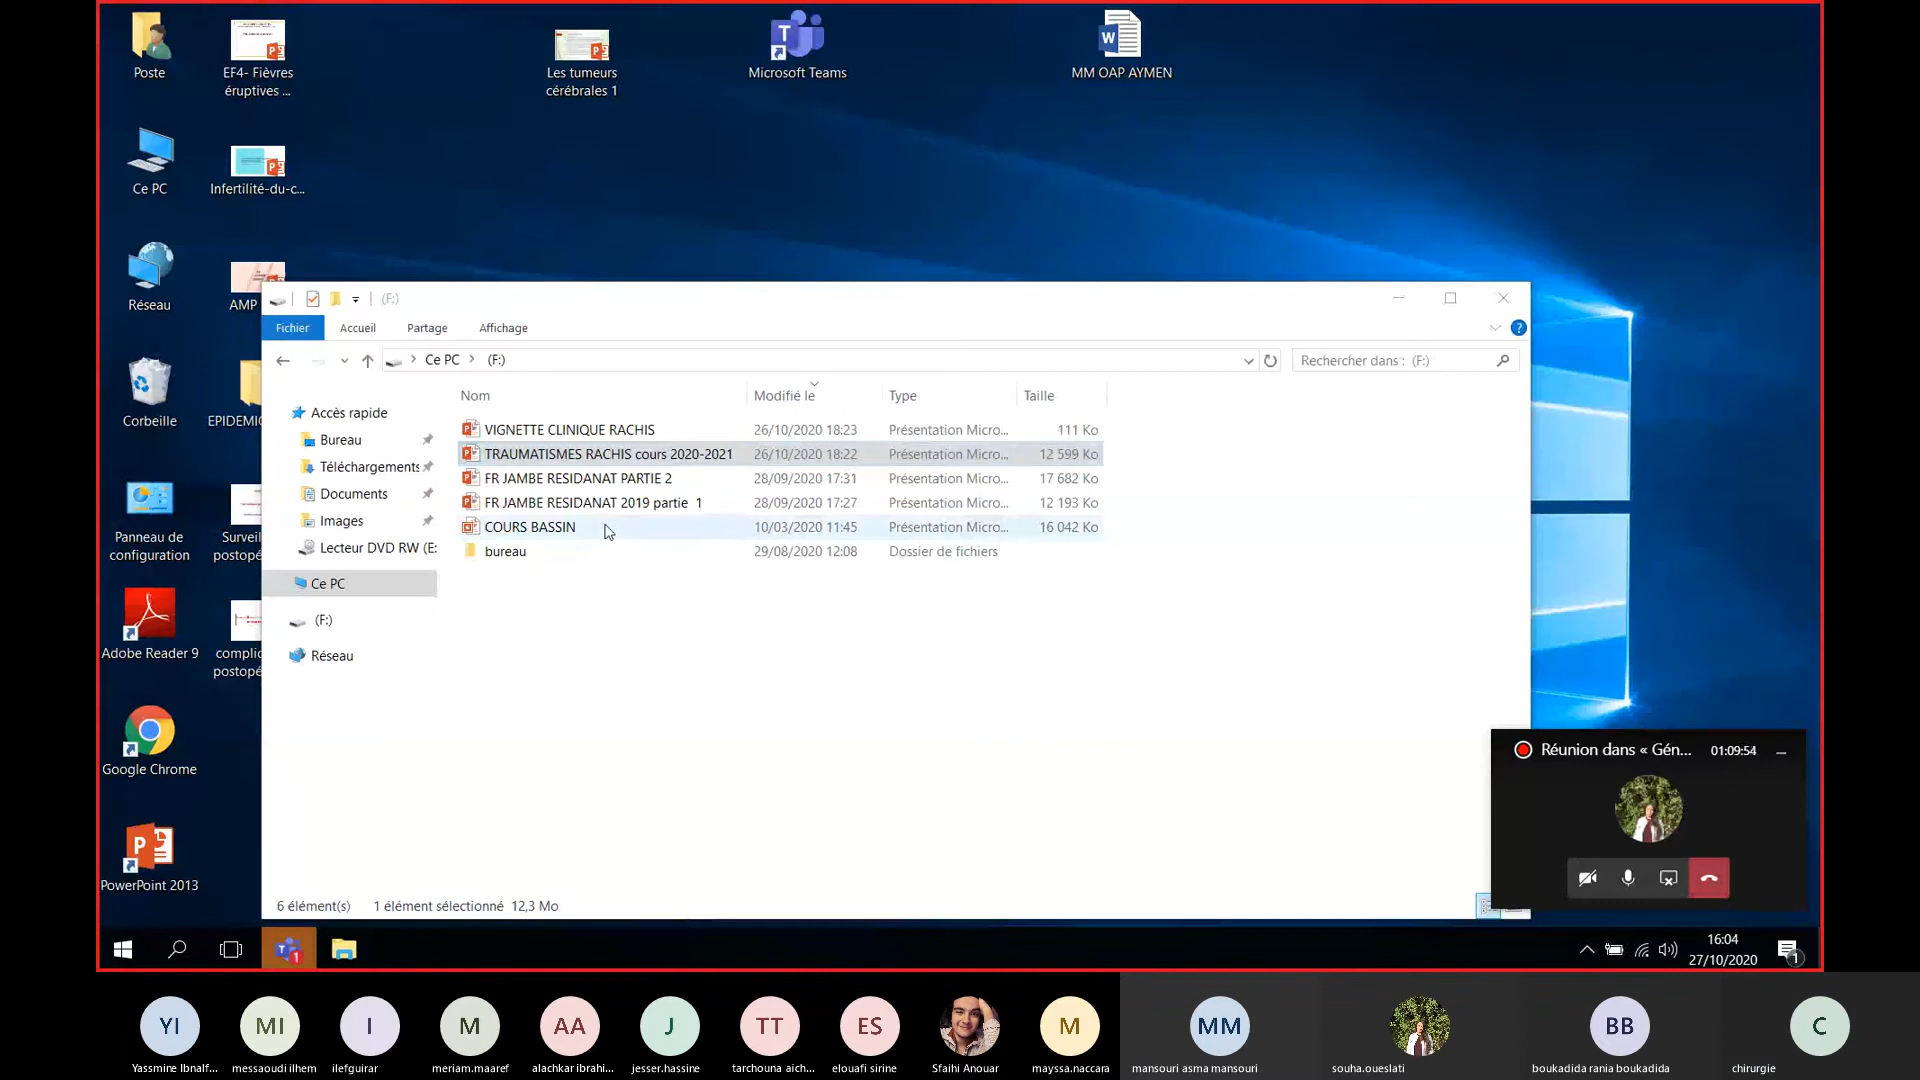 Poste
EF4- Fièvres
éruptives ...
Les tumeurs
cérébrales 1
Microsoft Teams
MM OAP AYMEN
Ce PC
Infertilité-du-c...
Réseau
AMP
Corbeille
EPIDEMIO
Panneau de
configuration
Surveil
postopé
Adobe Reader 9
complic
postopé
Google Chrome
PowerPoint 2013
(F:)
Fichier
Accueil
Partage
Affichage
Ce PC
(F:)
Rechercher dans : (F:)
Accès rapide
Bureau
Téléchargements
Documents
Images
Lecteur DVD RW (E:
Ce PC
(F:)
Réseau
Nom Modifié le Type Taille
VIGNETTE CLINIQUE RACHIS 26/10/2020 18:23 Présentation Micro... 111 Ko
TRAUMATISMES RACHIS cours 2020-2021 26/10/2020 18:22 Présentation Micro... 12 599 Ko
FR JAMBE RESIDANAT PARTIE 2 28/09/2020 17:31 Présentation Micro... 17 682 Ko
FR JAMBE RESIDANAT 2019 partie 1 28/09/2020 17:27 Présentation Micro... 12 193 Ko
COURS BASSIN 10/03/2020 11:45 Présentation Micro... 16 042 Ko
bureau 29/08/2020 12:08 Dossier de fichiers
6 élément(s) 1 élément sélectionné 12,3 Mo
Réunion dans « Gén... 01:09:54
16:04
27/10/2020
1
1
YI
MI
I
M
AA
J
TT
ES
M
MM
BB
C
Yassmine Ibnalf...
messaoudi ilhem
ilefguirar
meriam.maaref
alachkar ibrahi...
jesser.hassine
tarchouna aich...
elouafi sirine
Sfaihi Anouar
mayssa.naccara
mansouri asma mansouri
souha.oueslati
boukadida rania boukadida
chirurgie